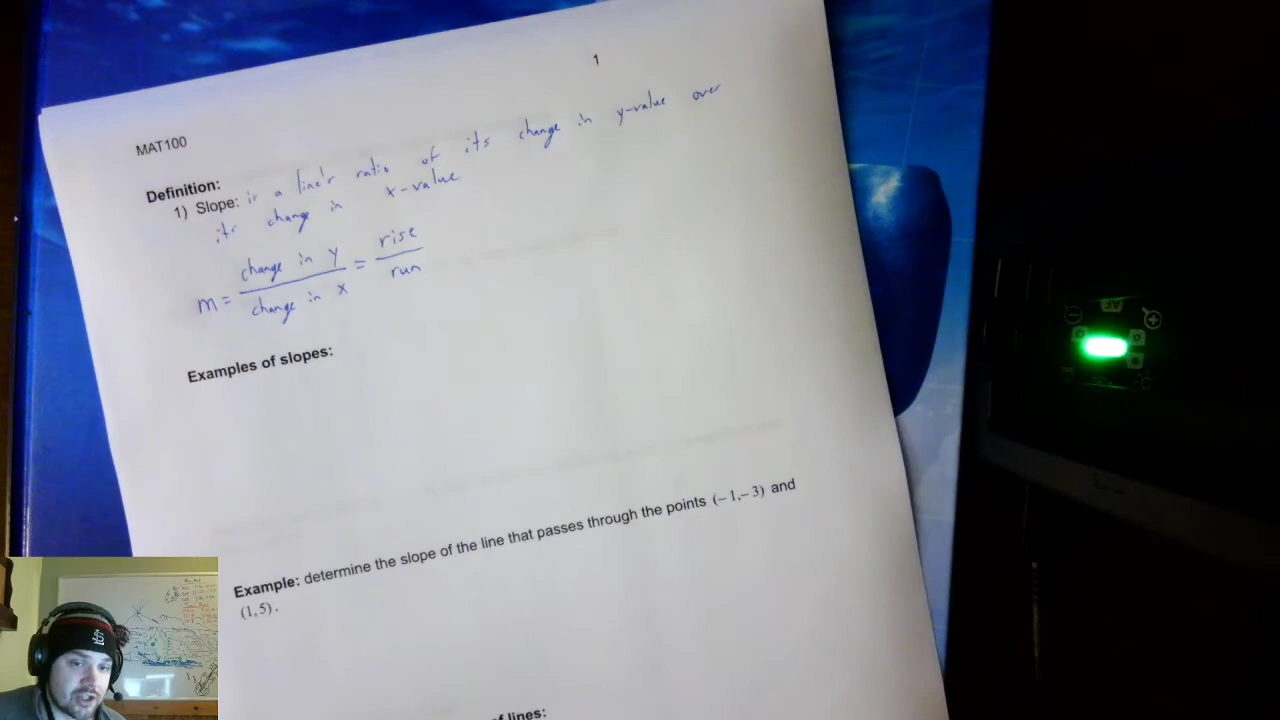 1
MAT100
Definition:
1) Slope: is a line's ratio of its change in y-value over
its change in x-value
m = change in y / change in x = rise / run
Examples of slopes:
Example: determine the slope of the line that passes through the points (−1,−3) and
(1,5).
of lines:
AF